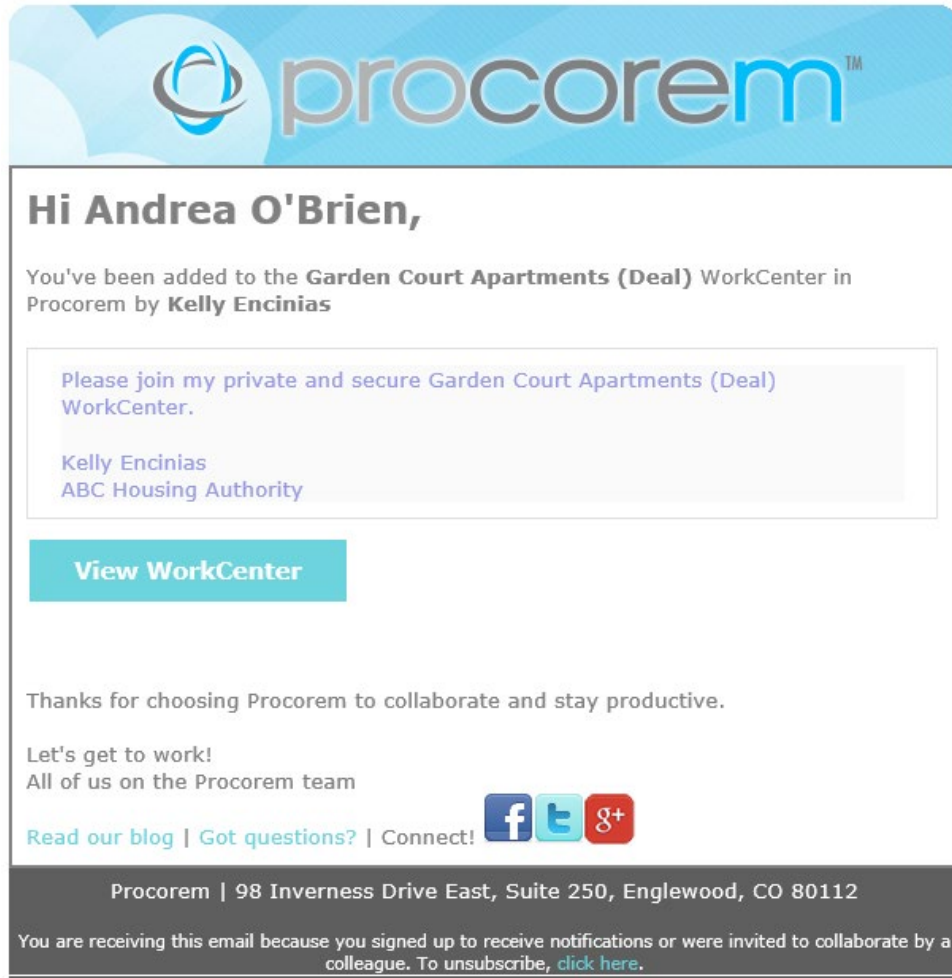 procorem™
Hi Andrea O'Brien,
You've been added to the Garden Court Apartments (Deal) WorkCenter in
Procorem by Kelly Encinias
Please join my private and secure Garden Court Apartments (Deal)
WorkCenter.
Kelly Encinias
ABC Housing Authority
View WorkCenter
Thanks for choosing Procorem to collaborate and stay productive.
Let's get to work!
All of us on the Procorem team
Read our blog | Got questions? | Connect! f t g+
Procorem | 98 Inverness Drive East, Suite 250, Englewood, CO 80112
You are receiving this email because you signed up to receive notifications or were invited to collaborate by a
colleague. To unsubscribe, click here.